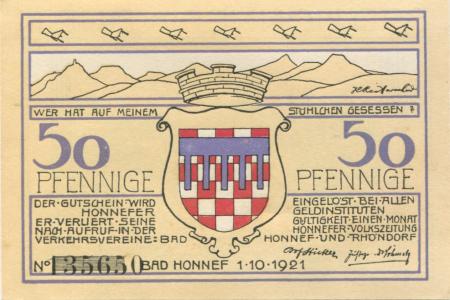 WER HAT AUF MEINEM STÜHLCHEN GESESSEN?
50 50
PFENNIGE PFENNIGE
DER GUTSCHEIN WIRD EINGELÖST BEI ALLEN
HONNEFER GELDINSTITUTEN
ER VERLIERT SEINE GÜLTIGKEIT EINEN MONAT
NACH AUFRUF IN DER HONNEFER VOLKSZEITUNG
VERKEHRSVEREINE: BAD HONNEF UND RHÖNDORF
No 35650 BAD HONNEF 1·10·1921